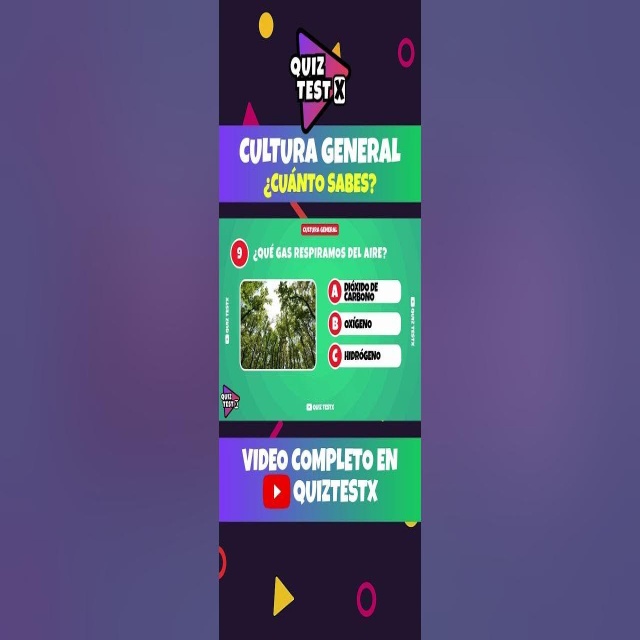 QUIZ
TEST X
CULTURA GENERAL
¿CUÁNTO SABES?
CULTURA GENERAL
9 ¿QUÉ GAS RESPIRAMOS DEL AIRE?
A DIÓXIDO DE
CARBONO
B OXÍGENO
C HIDRÓGENO
QUIZ TESTX
QUIZ TESTX
QUIZ
TEST X
QUIZ TESTX
VIDEO COMPLETO EN
QUIZTESTX